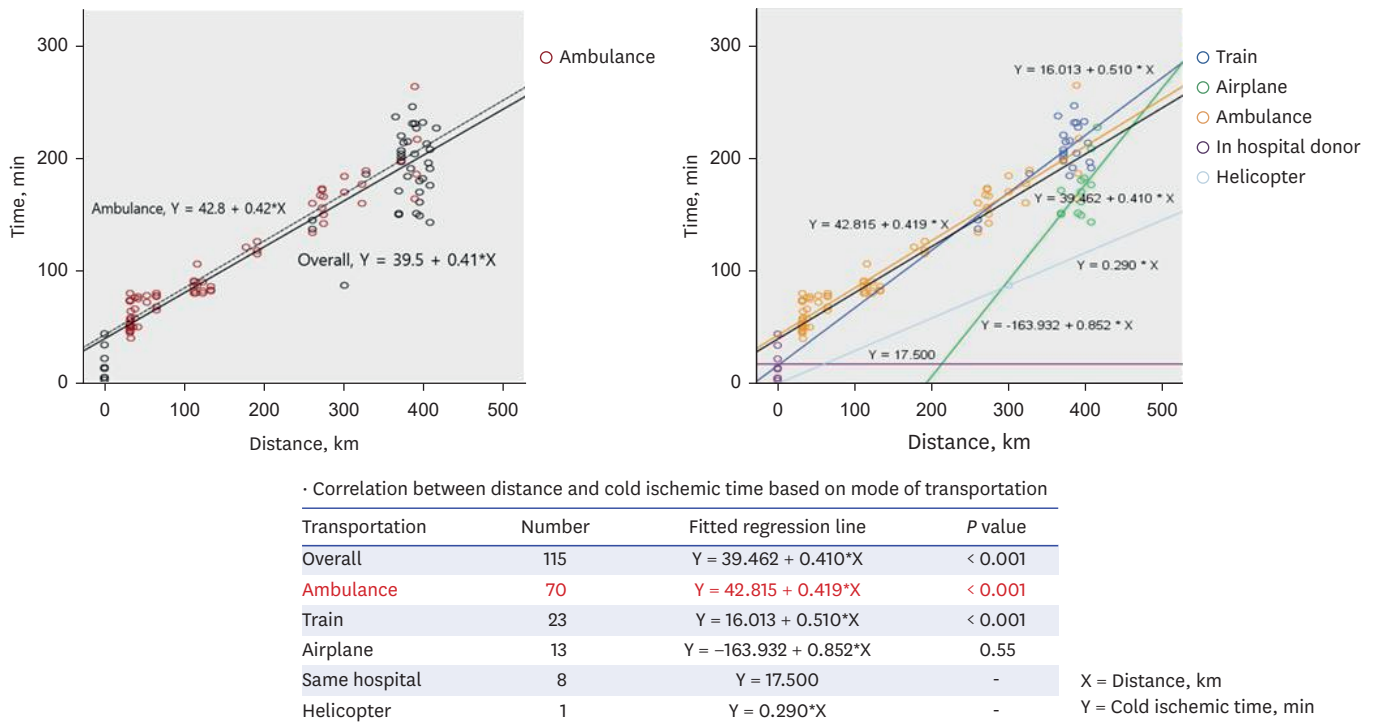 300
200
100
0
Time, min
0 100 200 300 400 500
Distance, km
Ambulance, Y = 42.8 + 0.42*X
Overall, Y = 39.5 + 0.41*X
Ambulance
300
200
100
0
Time, min
0 100 200 300 400 500
Distance, km
Y = 16.013 + 0.510 * X
Y = 39.462 + 0.410 * X
Y = 42.815 + 0.419 * X
Y = 0.290 * X
Y = -163.932 + 0.852 * X
Y = 17.500
Train
Airplane
Ambulance
In hospital donor
Helicopter
· Correlation between distance and cold ischemic time based on mode of transportation
Transportation Number Fitted regression line P value
Overall 115 Y = 39.462 + 0.410*X < 0.001
Ambulance 70 Y = 42.815 + 0.419*X < 0.001
Train 23 Y = 16.013 + 0.510*X < 0.001
Airplane 13 Y = −163.932 + 0.852*X 0.55
Same hospital 8 Y = 17.500 -
Helicopter 1 Y = 0.290*X -
X = Distance, km
Y = Cold ischemic time, min